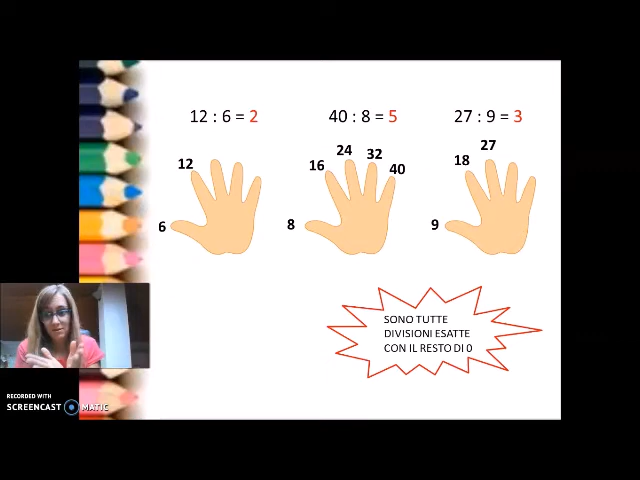 12 : 6 = 2
40 : 8 = 5
27 : 9 = 3
12
6
8
16
24
32
40
9
18
27
SONO TUTTE
DIVISIONI ESATTE
CON IL RESTO DI 0
RECORDED WITH
SCREENCAST MATIC